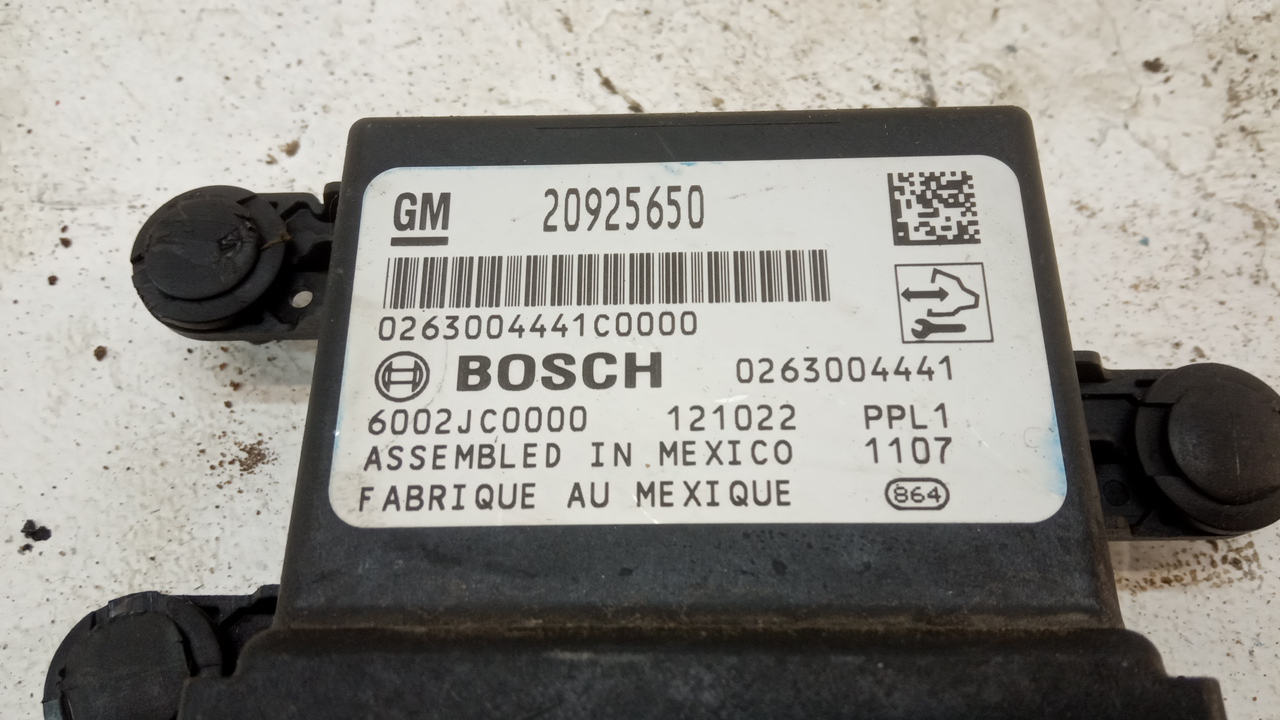 GM 20925650
0263004441C0000
BOSCH 0263004441
6002JC0000 121022 PPL1
ASSEMBLED IN MEXICO 1107
FABRIQUE AU MEXIQUE 864